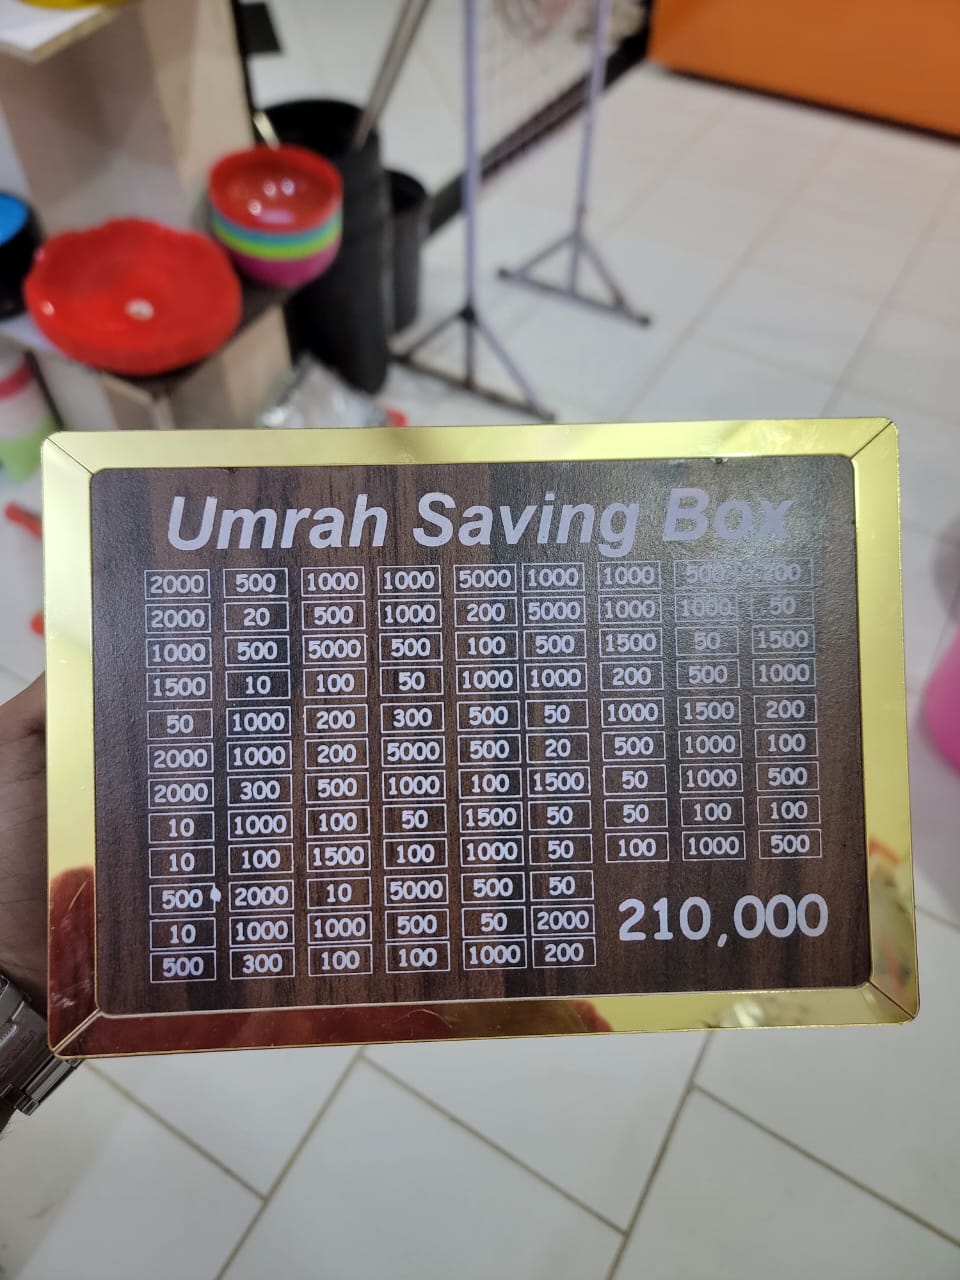 Umrah Saving Box
2000 500 1000 1000 5000 1000 1000 500 200
2000 20 500 1000 200 5000 1000 1000 50
1000 500 5000 500 100 500 1500 50 1500
1500 10 100 50 1000 1000 200 500 1000
50 1000 200 300 500 50 1000 1500 200
2000 1000 200 5000 500 20 500 1000 100
2000 300 500 1000 100 1500 50 1000 500
10 1000 100 50 1500 50 50 100 100
10 100 1500 100 1000 50 100 1000 500
500 2000 10 5000 500 50
10 1000 1000 500 50 2000
500 300 100 100 1000 200
210,000